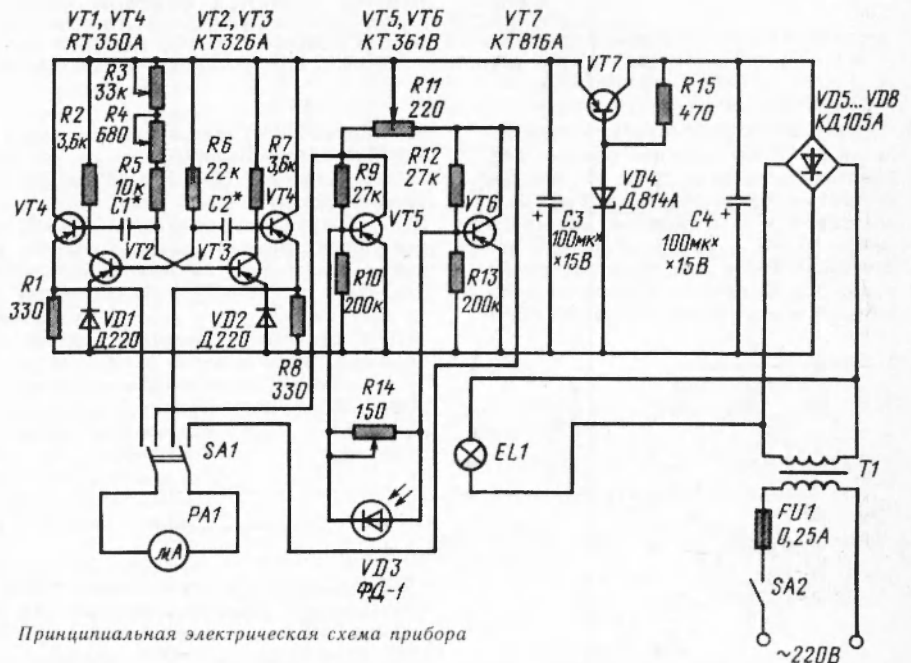 VT1, VT4
RT350A
VT2, VT3
КТ326А
VT5, VT6
КТ361В
VT7
КТ816А
R3
33к
R4
680
R2
3,6к
R5
10к
C1*
R6
22к
C2*
R7
3,6к
VT4
VT4
VT2
VT3
R1
330
VD1
Д220
VD2
Д220
R8
330
R11
220
R9
27к
R12
27к
VT5
VT6
R10
200к
R13
200к
VT7
R15
470
VD5...VD8
КД105А
VD4
Д814А
+
C3
100мк×
×15В
+
C4
100мк×
×15В
R14
150
SA1
PA1
мА
VD3
ФД-1
EL1
T1
FU1
0,25А
SA2
~220В
Принципиальная электрическая схема прибора